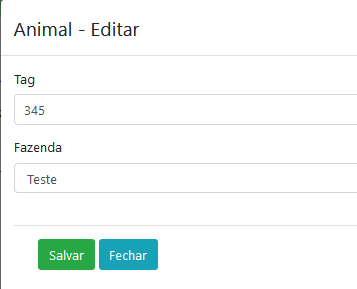 Animal - Editar
Tag
345
Fazenda
Teste
Salvar Fechar